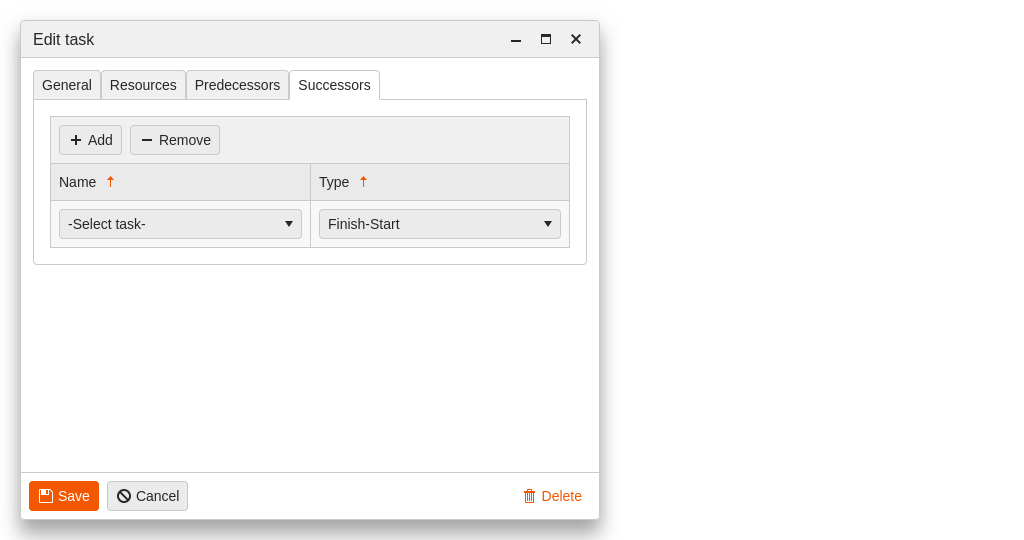 Edit task
General Resources Predecessors Successors
Add Remove
Name Type
-Select task- Finish-Start
Save Cancel Delete